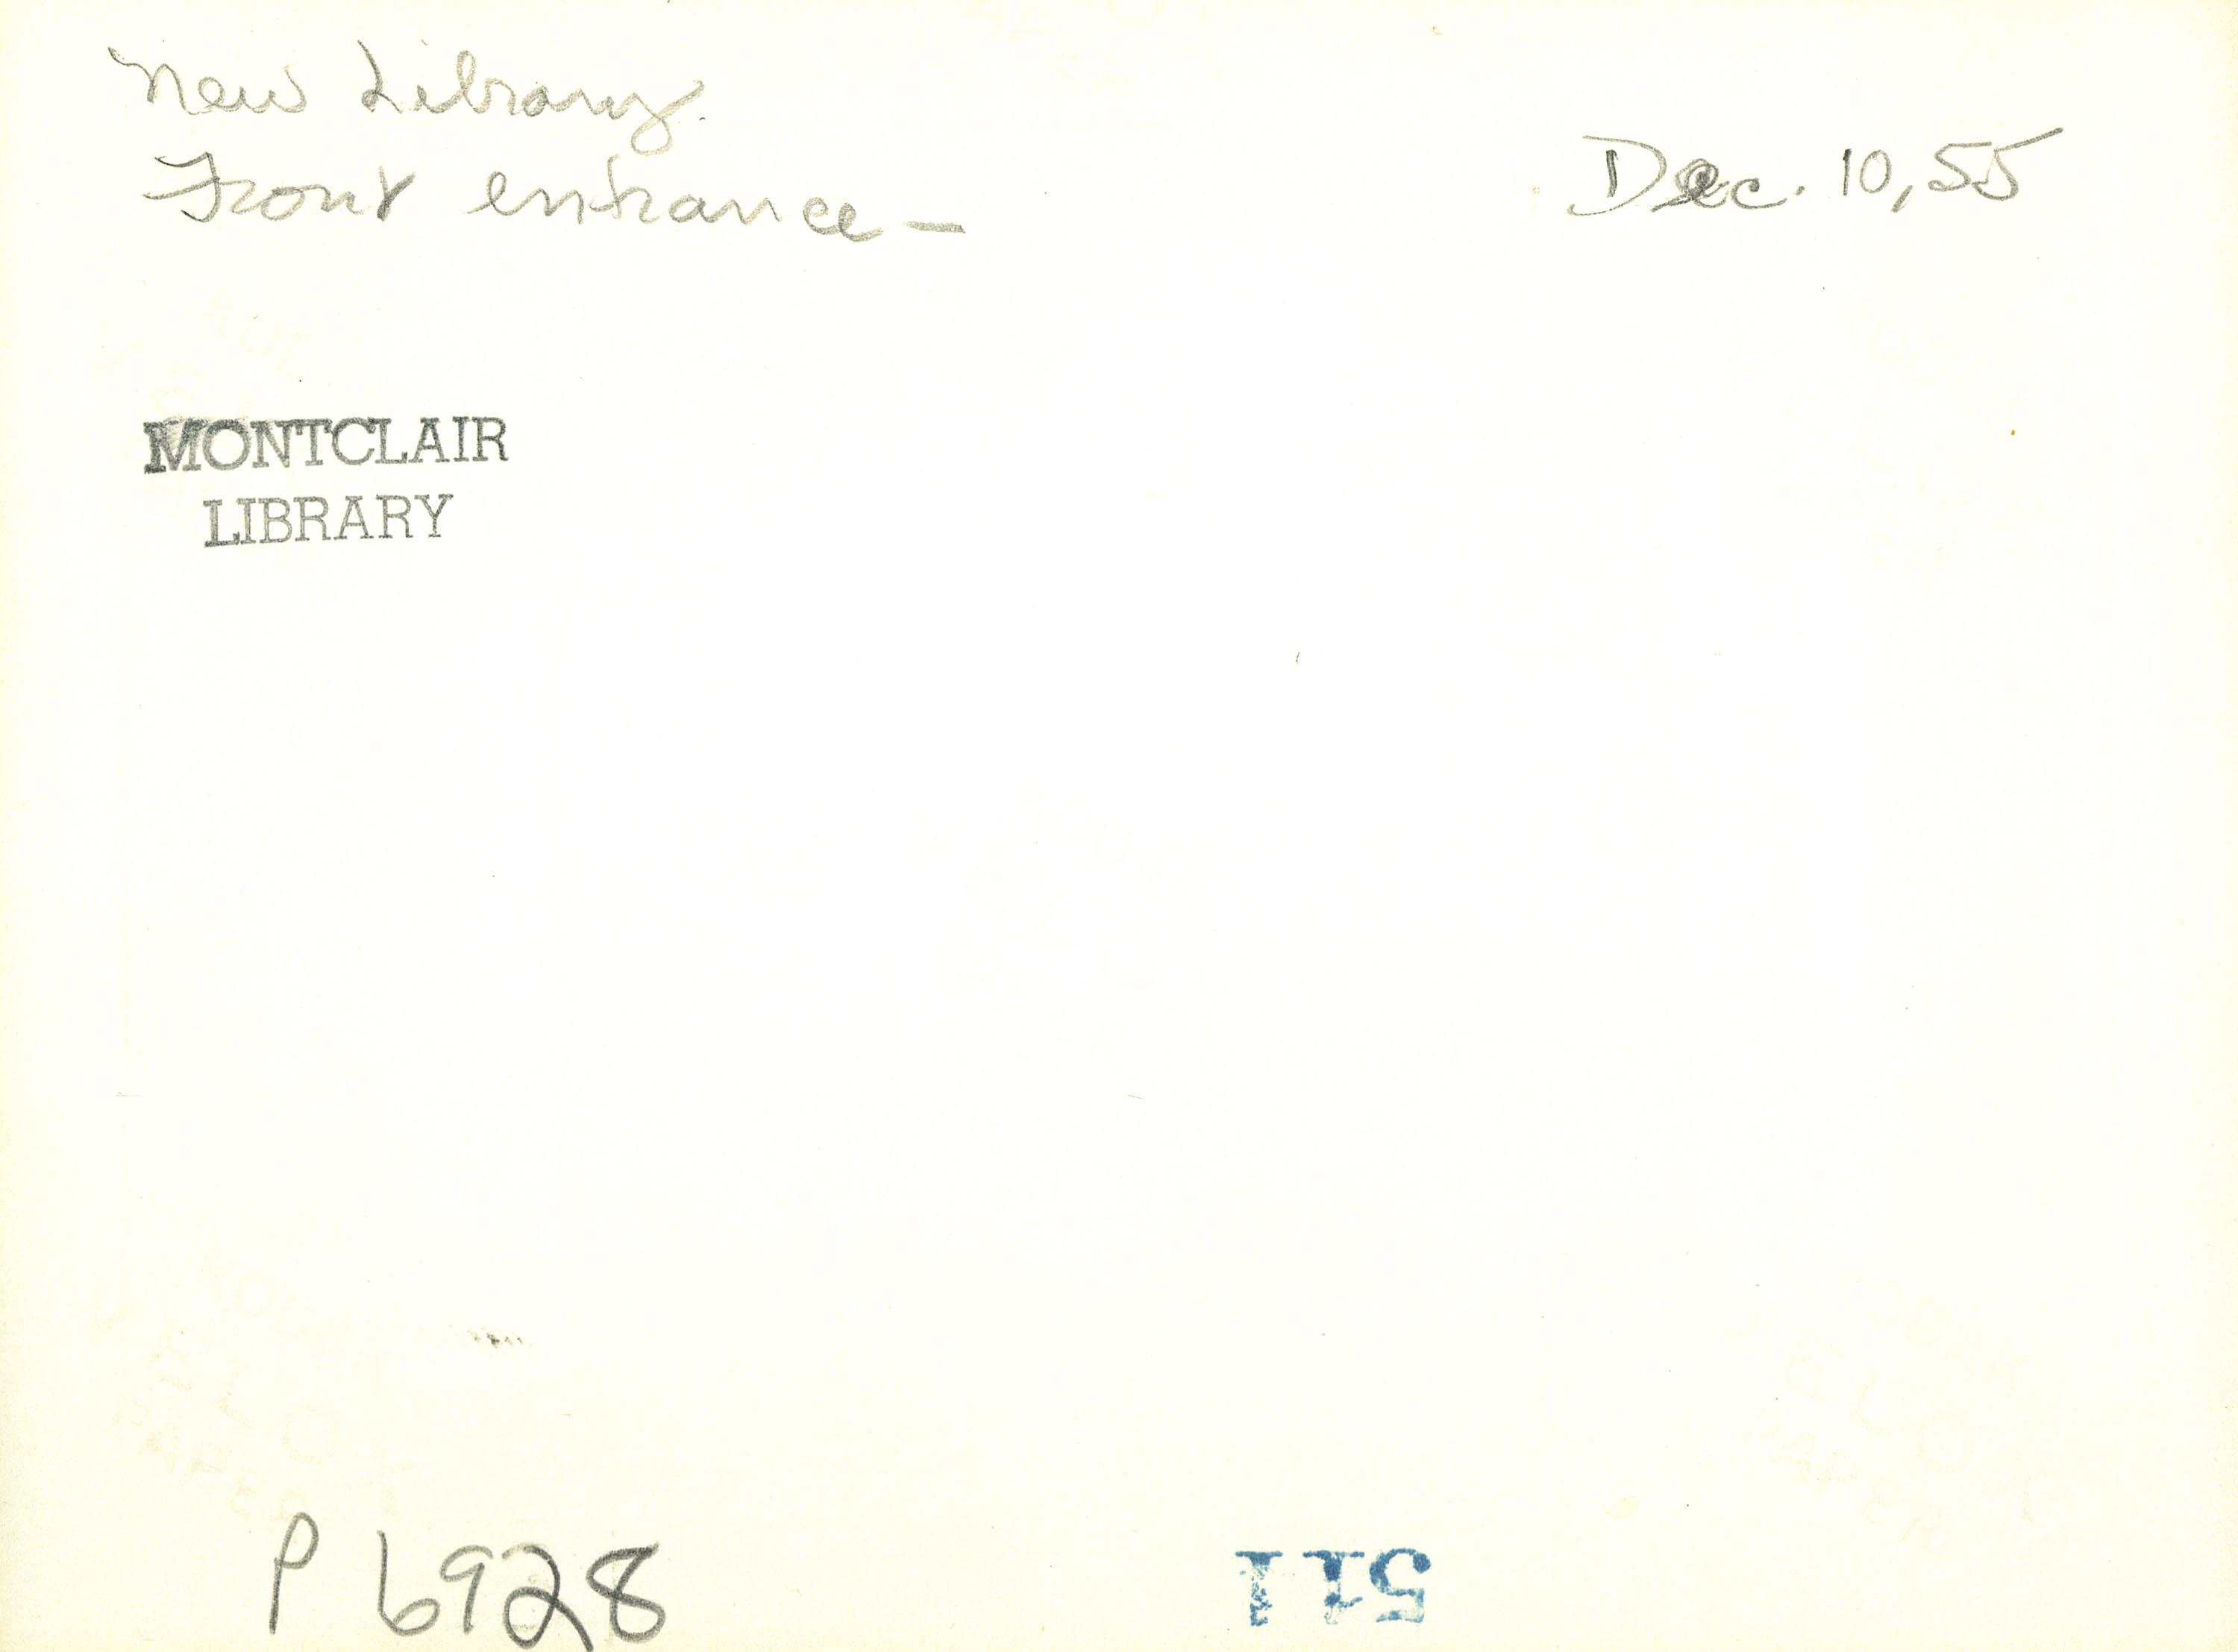 New Library.
Front entrance —
Dec. 10, 55
MONTCLAIR
LIBRARY
P 6928
511